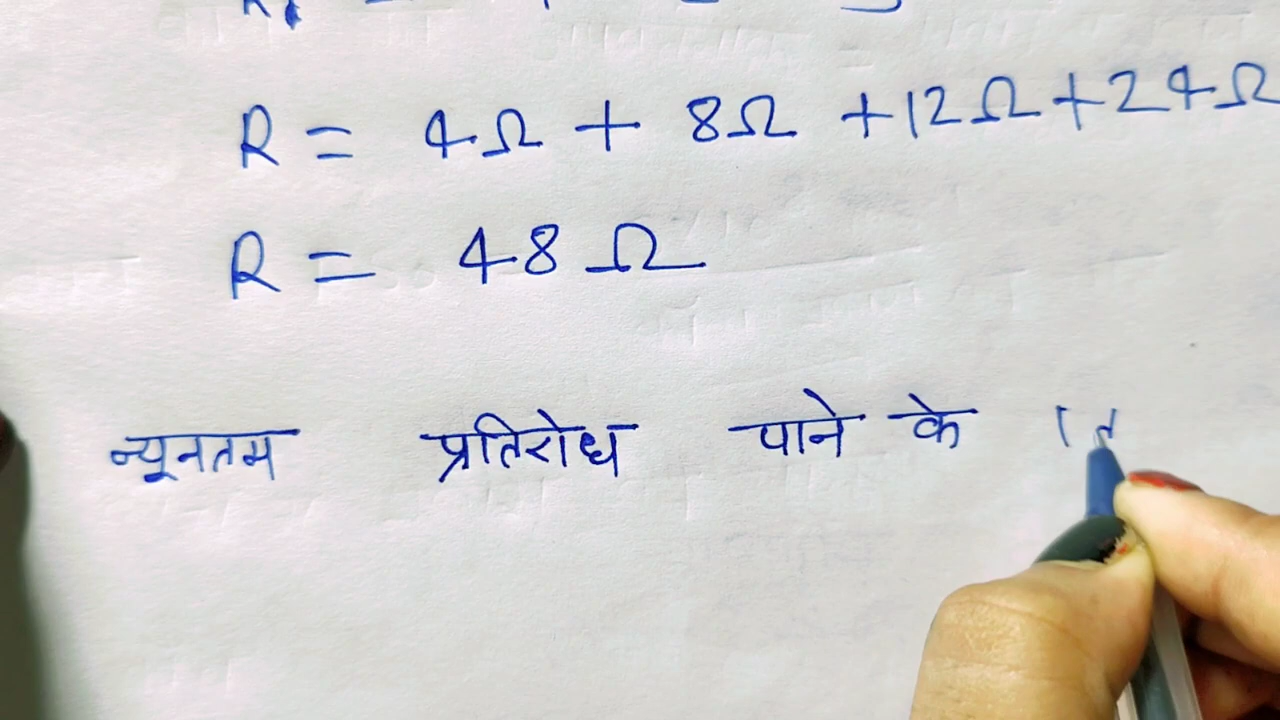 R = 4Ω + 8Ω + 12Ω + 24Ω
R = 48 Ω
न्यूनतम प्रतिरोध पाने के